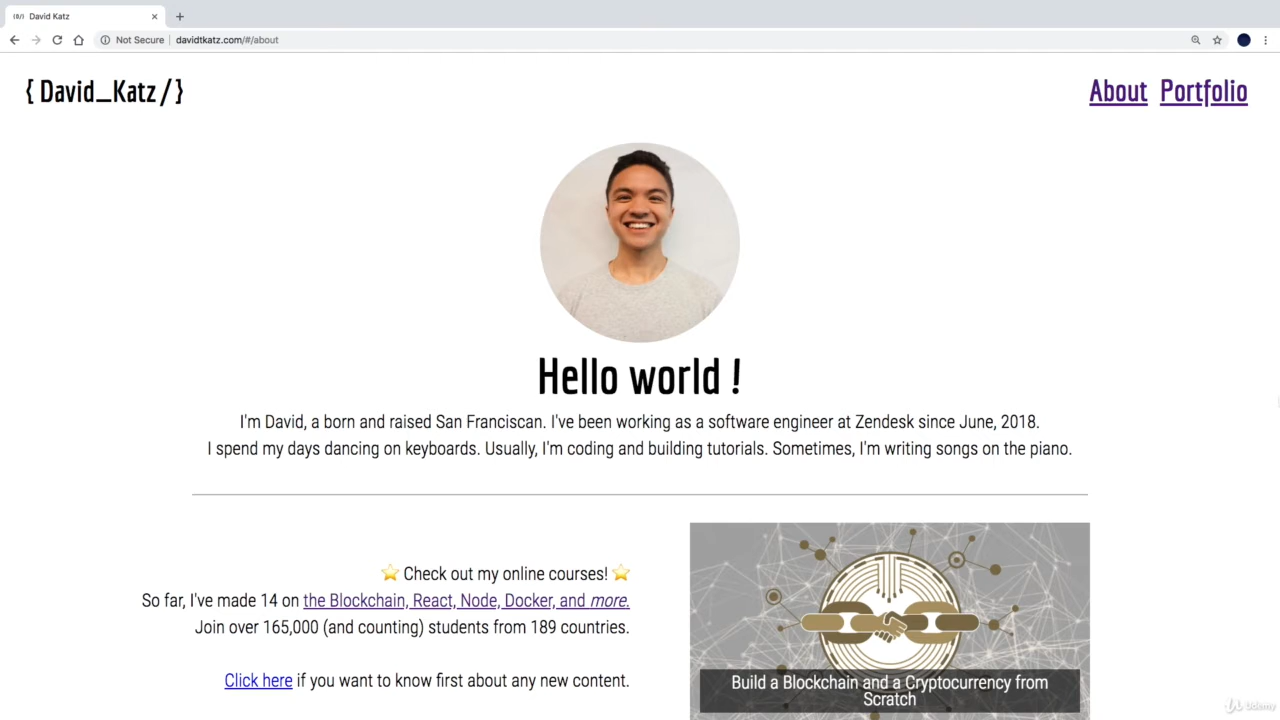 David Katz
Not Secure
davidtkatz.com/#/about
{ David_Katz / }
About Portfolio
Hello world !
I'm David, a born and raised San Franciscan. I've been working as a software engineer at Zendesk since June, 2018.
I spend my days dancing on keyboards. Usually, I'm coding and building tutorials. Sometimes, I'm writing songs on the piano.
⭐ Check out my online courses! ⭐
So far, I've made 14 on the Blockchain, React, Node, Docker, and more.
Join over 165,000 (and counting) students from 189 countries.
Click here if you want to know first about any new content.
Build a Blockchain and a Cryptocurrency from
Scratch
Udemy